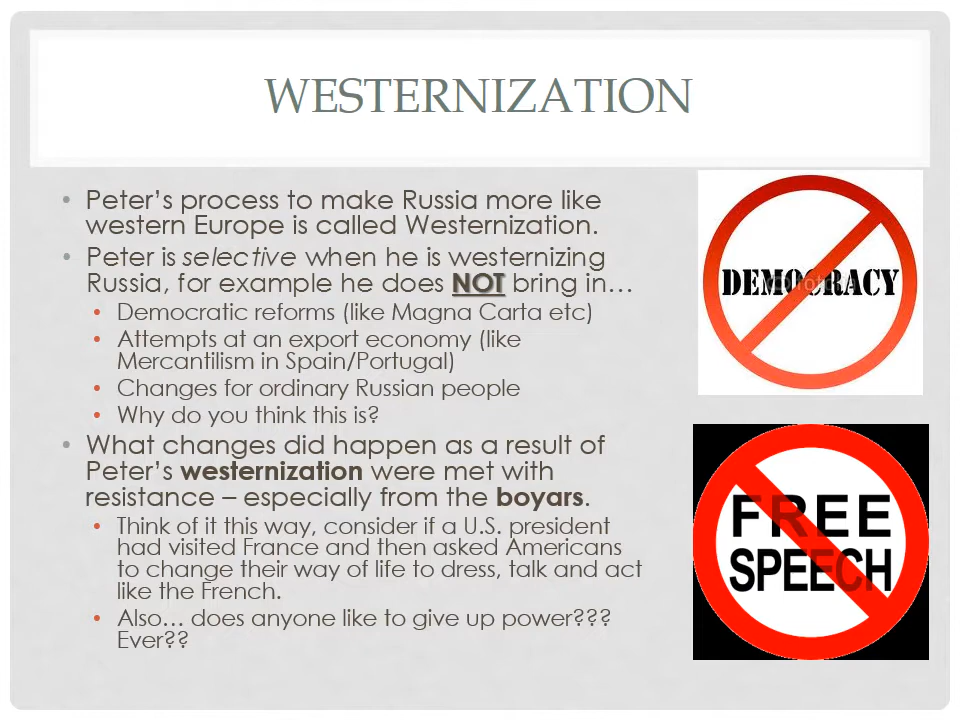 WESTERNIZATION
• Peter's process to make Russia more like
western Europe is called Westernization.
• Peter is selective when he is westernizing
Russia, for example he does NOT bring in…
• Democratic reforms (like Magna Carta etc)
• Attempts at an export economy (like
Mercantilism in Spain/Portugal)
• Changes for ordinary Russian people
• Why do you think this is?
• What changes did happen as a result of
Peter's westernization were met with
resistance – especially from the boyars.
• Think of it this way, consider if a U.S. president
had visited France and then asked Americans
to change their way of life to dress, talk and act
like the French.
• Also… does anyone like to give up power???
Ever??
DEMOCRACY
FREE
SPEECH